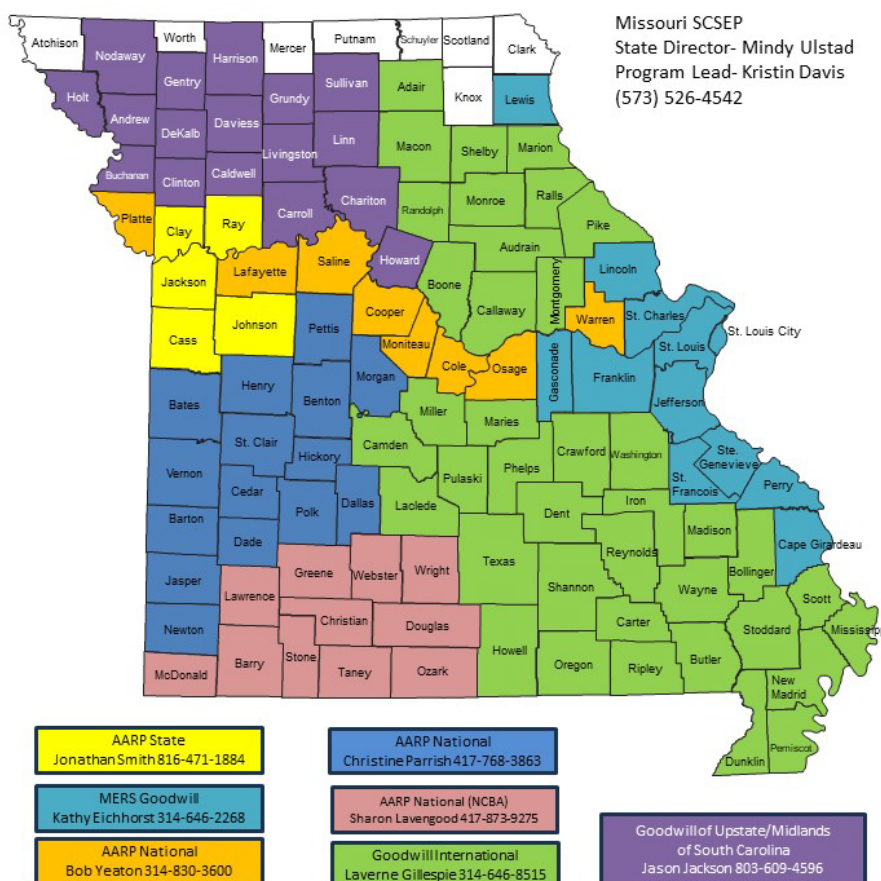 Missouri SCSEP
State Director- Mindy Ulstad
Program Lead- Kristin Davis
(573) 526-4542
Atchison
Nodaway
Worth
Harrison
Mercer
Putnam
Schuyler
Scotland
Clark
Holt
Gentry
Grundy
Sullivan
Adair
Knox
Lewis
Andrew
DeKalb
Daviess
Livingston
Linn
Macon
Shelby
Marion
Buchanan
Clinton
Caldwell
Carroll
Chariton
Randolph
Monroe
Ralls
Pike
Platte
Clay
Ray
Saline
Howard
Audrain
Lincoln
Jackson
Lafayette
Boone
Callaway
Montgomery
Warren
St. Charles
St. Louis City
Cass
Johnson
Pettis
Cooper
Moniteau
Cole
Osage
Gasconade
Franklin
St. Louis
Jefferson
Bates
Henry
Benton
Morgan
Miller
Maries
St. Clair
Hickory
Camden
Pulaski
Phelps
Crawford
Washington
St.
Francois
Ste.
Genevieve
Perry
Vernon
Cedar
Polk
Dallas
Laclede
Dent
Iron
Madison
Cape Girardeau
Barton
Dade
Greene
Webster
Wright
Texas
Shannon
Reynolds
Wayne
Bollinger
Scott
Jasper
Lawrence
Christian
Douglas
Carter
Stoddard
Mississip
Newton
Barry
Stone
Taney
Ozark
Howell
Oregon
Ripley
Butler
New
Madrid
McDonald
Dunklin
Pemiscot
AARP State
Jonathan Smith 816-471-1884
AARP National
Christine Parrish 417-768-3863
MERS Goodwill
Kathy Eichhorst 314-646-2268
AARP National (NCBA)
Sharon Lavengood 417-873-9275
AARP National
Bob Yeaton 314-830-3600
Goodwill International
Laverne Gillespie 314-646-8515
Goodwill of Upstate/Midlands
of South Carolina
Jason Jackson 803-609-4596